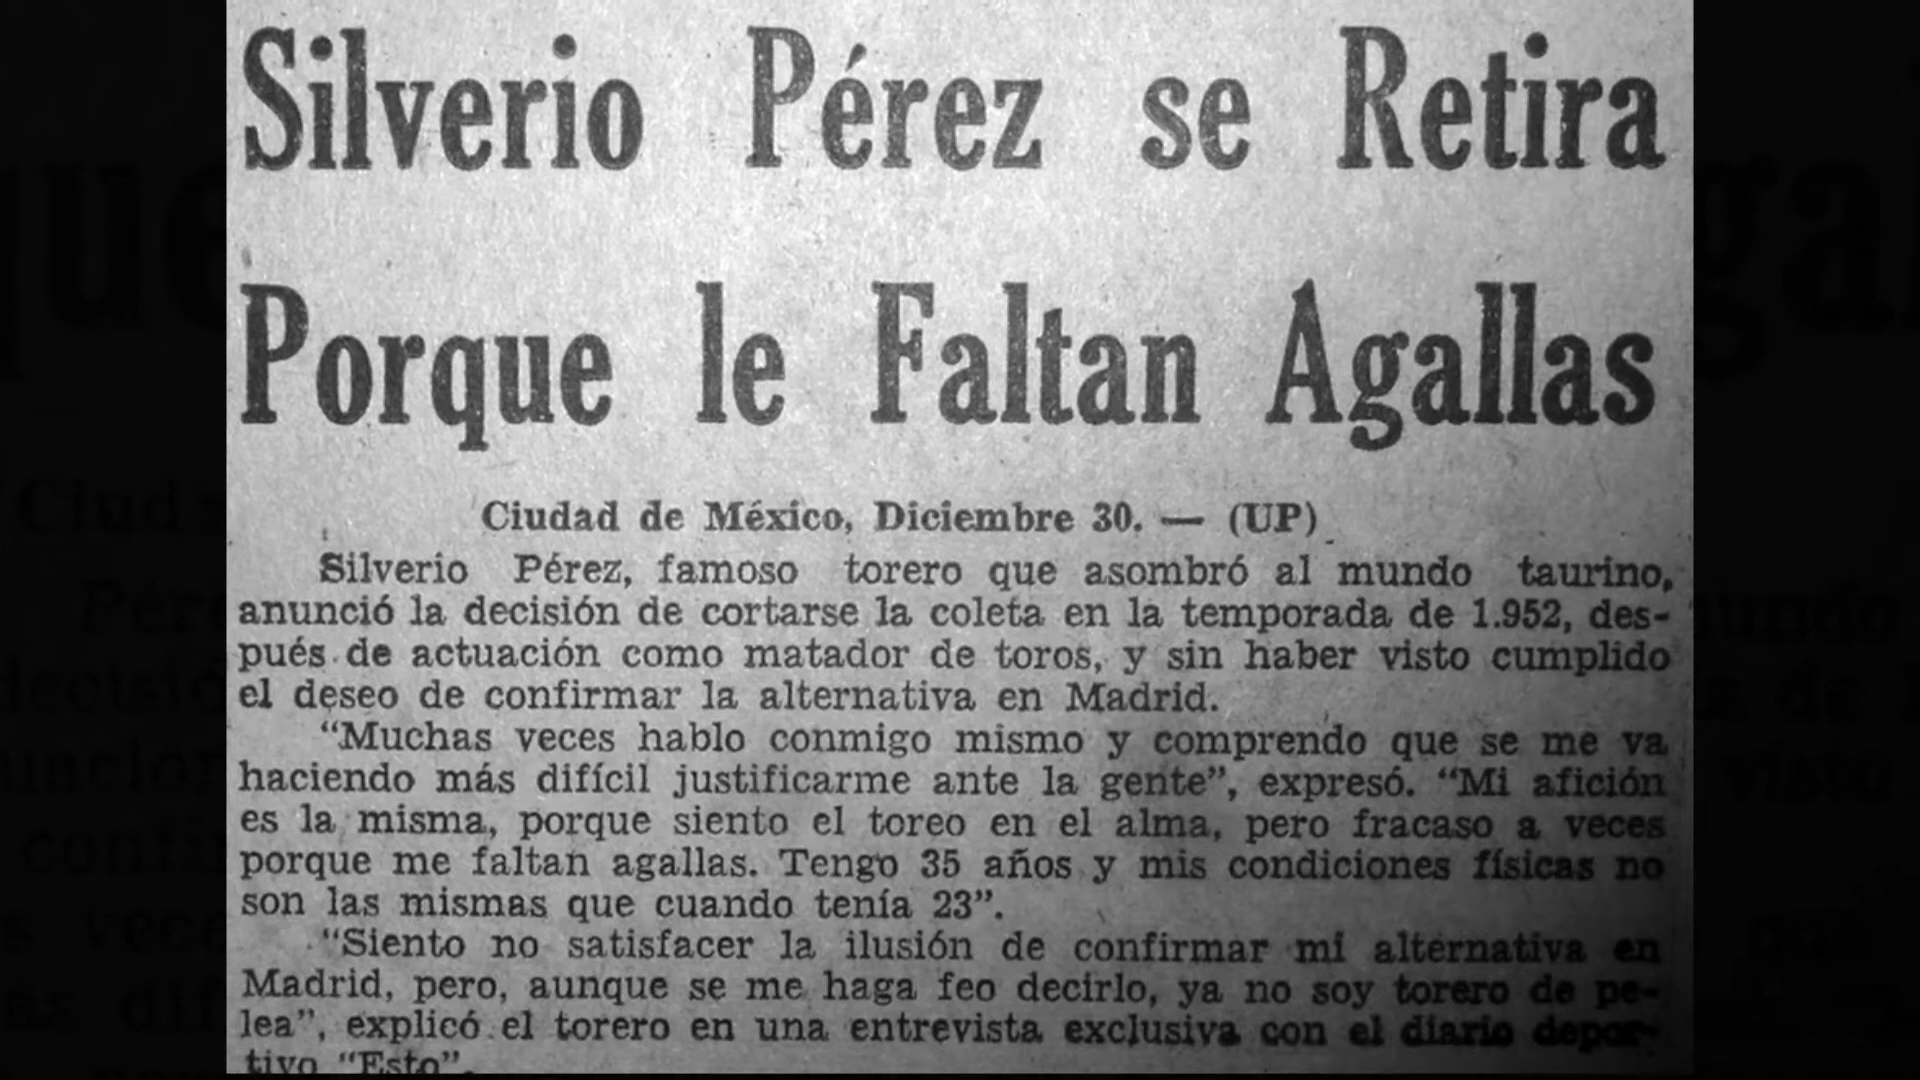 Silverio Pérez se Retira
Porque le Faltan Agallas
Ciudad de México, Diciembre 30. — (UP)
Silverio Pérez, famoso torero que asombró al mundo taurino,
anunció la decisión de cortarse la coleta en la temporada de 1.952, des-
pués de actuación como matador de toros, y sin haber visto cumplido
el deseo de confirmar la alternativa en Madrid.
“Muchas veces hablo conmigo mismo y comprendo que se me va
haciendo más difícil justificarme ante la gente”, expresó. “Mi afición
es la misma, porque siento el toreo en el alma, pero fracaso a veces
porque me faltan agallas. Tengo 35 años y mis condiciones físicas no
son las mismas que cuando tenía 23”.
“Siento no satisfacer la ilusión de confirmar mi alternativa en
Madrid, pero, aunque se me haga feo decirlo, ya no soy torero de pe-
lea”, explicó el torero en una entrevista exclusiva con el diario depor-
tivo “Esto”.